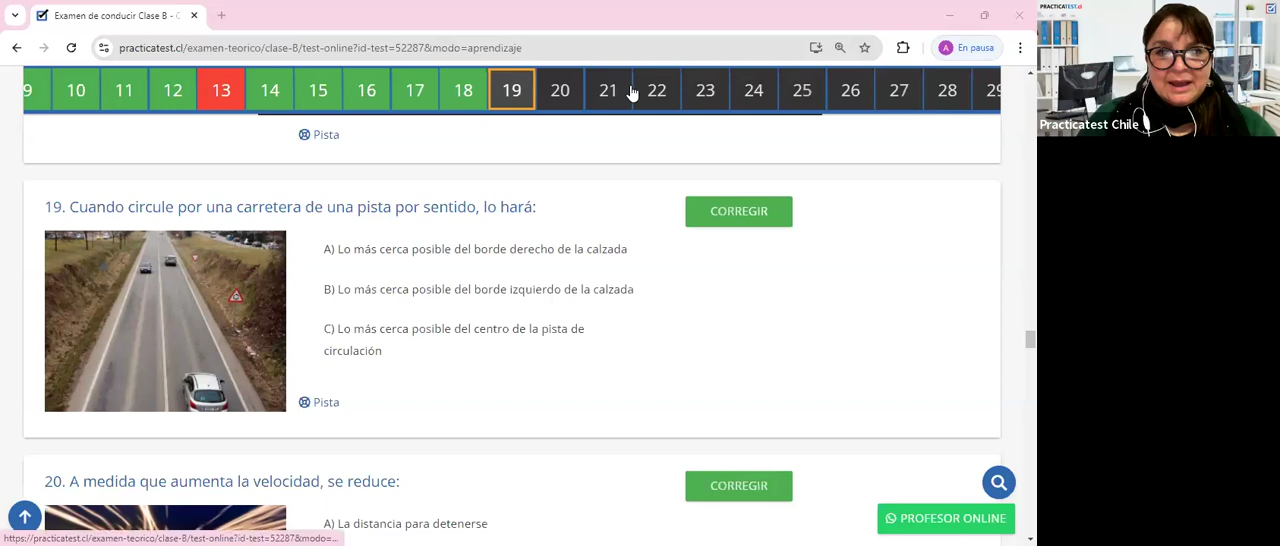 Examen de conducir Clase B - C
practicatest.cl/examen-teorico/clase-B/test-online?id-test=52287&modo=aprendizaje
A
En pausa
PRACTICATEST.cl
9 10 11 12 13 14 15 16 17 18 19 20 21 22 23 24 25 26 27 28 29
Practicatest Chile
Pista
19. Cuando circule por una carretera de una pista por sentido, lo hará:
CORREGIR
A) Lo más cerca posible del borde derecho de la calzada
B) Lo más cerca posible del borde izquierdo de la calzada
C) Lo más cerca posible del centro de la pista de
circulación
Pista
20. A medida que aumenta la velocidad, se reduce:
CORREGIR
A) La distancia para detenerse
PROFESOR ONLINE
https://practicatest.cl/examen-teorico/clase-B/test-online?id-test=52287&modo=...